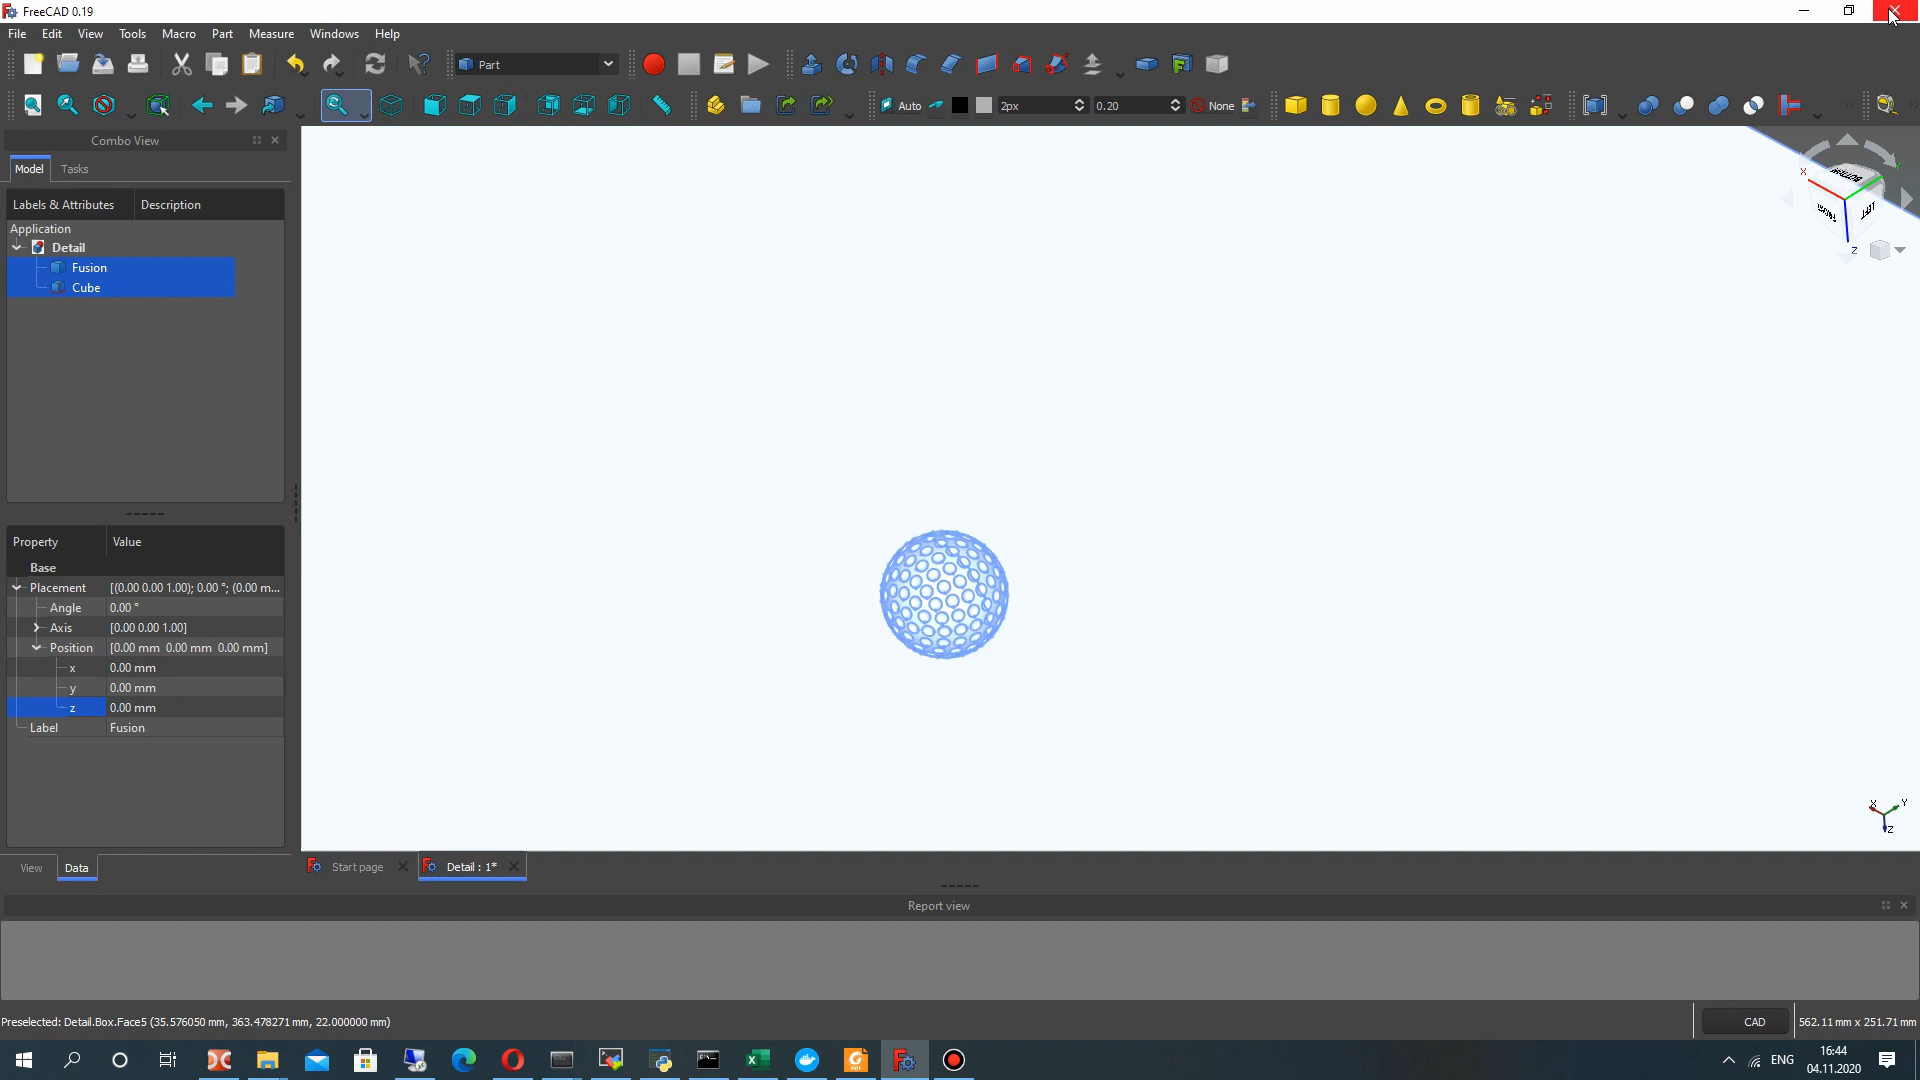 FreeCAD 0.19
File Edit View Tools Macro Part Measure Windows Help
Part
Auto 2px 0.20 None
Combo View
Model Tasks
Labels & Attributes Description
Application
Detail
Fusion
Cube
Property Value
Base
Placement [(0.00 0.00 1.00); 0.00 °; (0.00 m...
Angle 0.00 °
Axis [0.00 0.00 1.00]
Position [0.00 mm 0.00 mm 0.00 mm]
x 0.00 mm
y 0.00 mm
z 0.00 mm
Label Fusion
View Data
X
BOTTOM
FRONT LEFT
Z
X Y
Z
Start page Detail : 1*
Report view
Preselected: Detail.Box.Face5 (35.576050 mm, 363.478271 mm, 22.000000 mm)
CAD 562.11 mm x 251.71 mm
ENG 16:44
04.11.2020